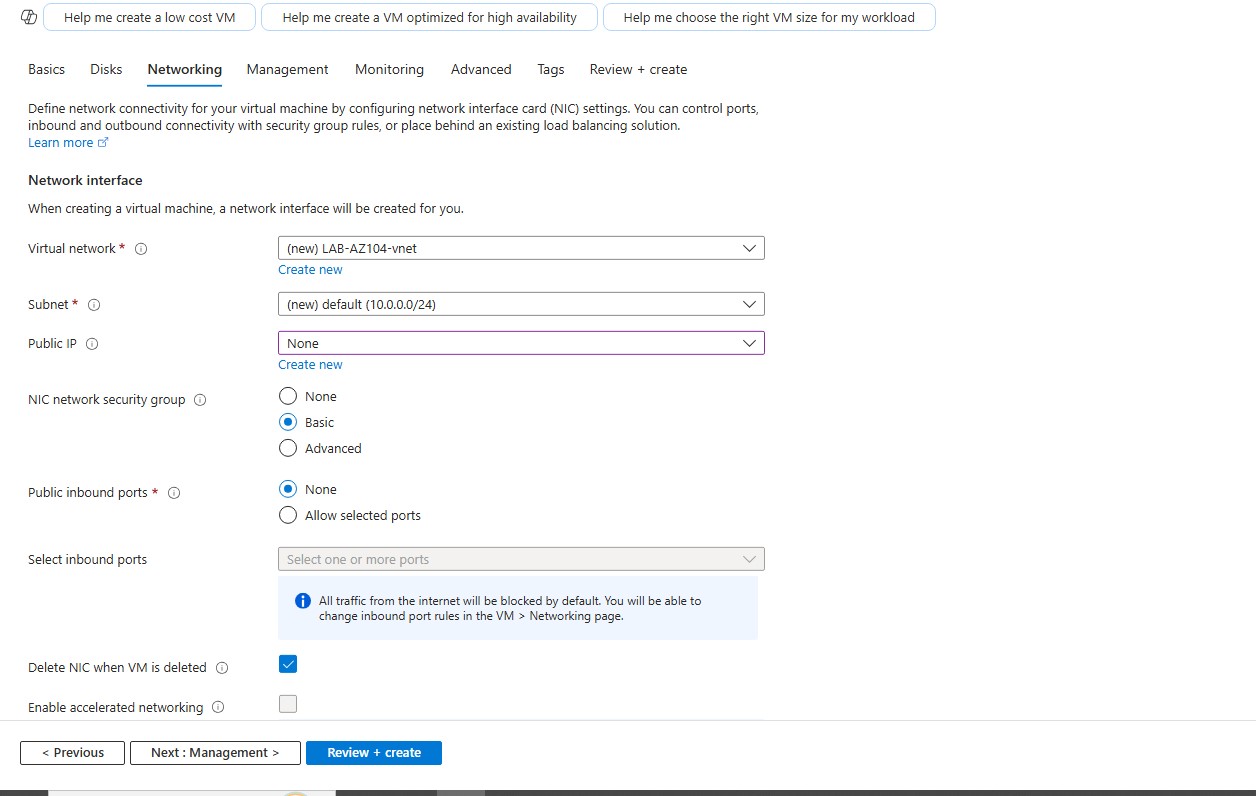 Help me create a low cost VM
Help me create a VM optimized for high availability
Help me choose the right VM size for my workload
Basics
Disks
Networking
Management
Monitoring
Advanced
Tags
Review + create
Define network connectivity for your virtual machine by configuring network interface card (NIC) settings. You can control ports,
inbound and outbound connectivity with security group rules, or place behind an existing load balancing solution.
Learn more
Network interface
When creating a virtual machine, a network interface will be created for you.
Virtual network *
(new) LAB-AZ104-vnet
Create new
Subnet *
(new) default (10.0.0.0/24)
Public IP
None
Create new
NIC network security group
None
Basic
Advanced
Public inbound ports *
None
Allow selected ports
Select inbound ports
Select one or more ports
All traffic from the internet will be blocked by default. You will be able to
change inbound port rules in the VM > Networking page.
Delete NIC when VM is deleted
Enable accelerated networking
< Previous
Next : Management >
Review + create